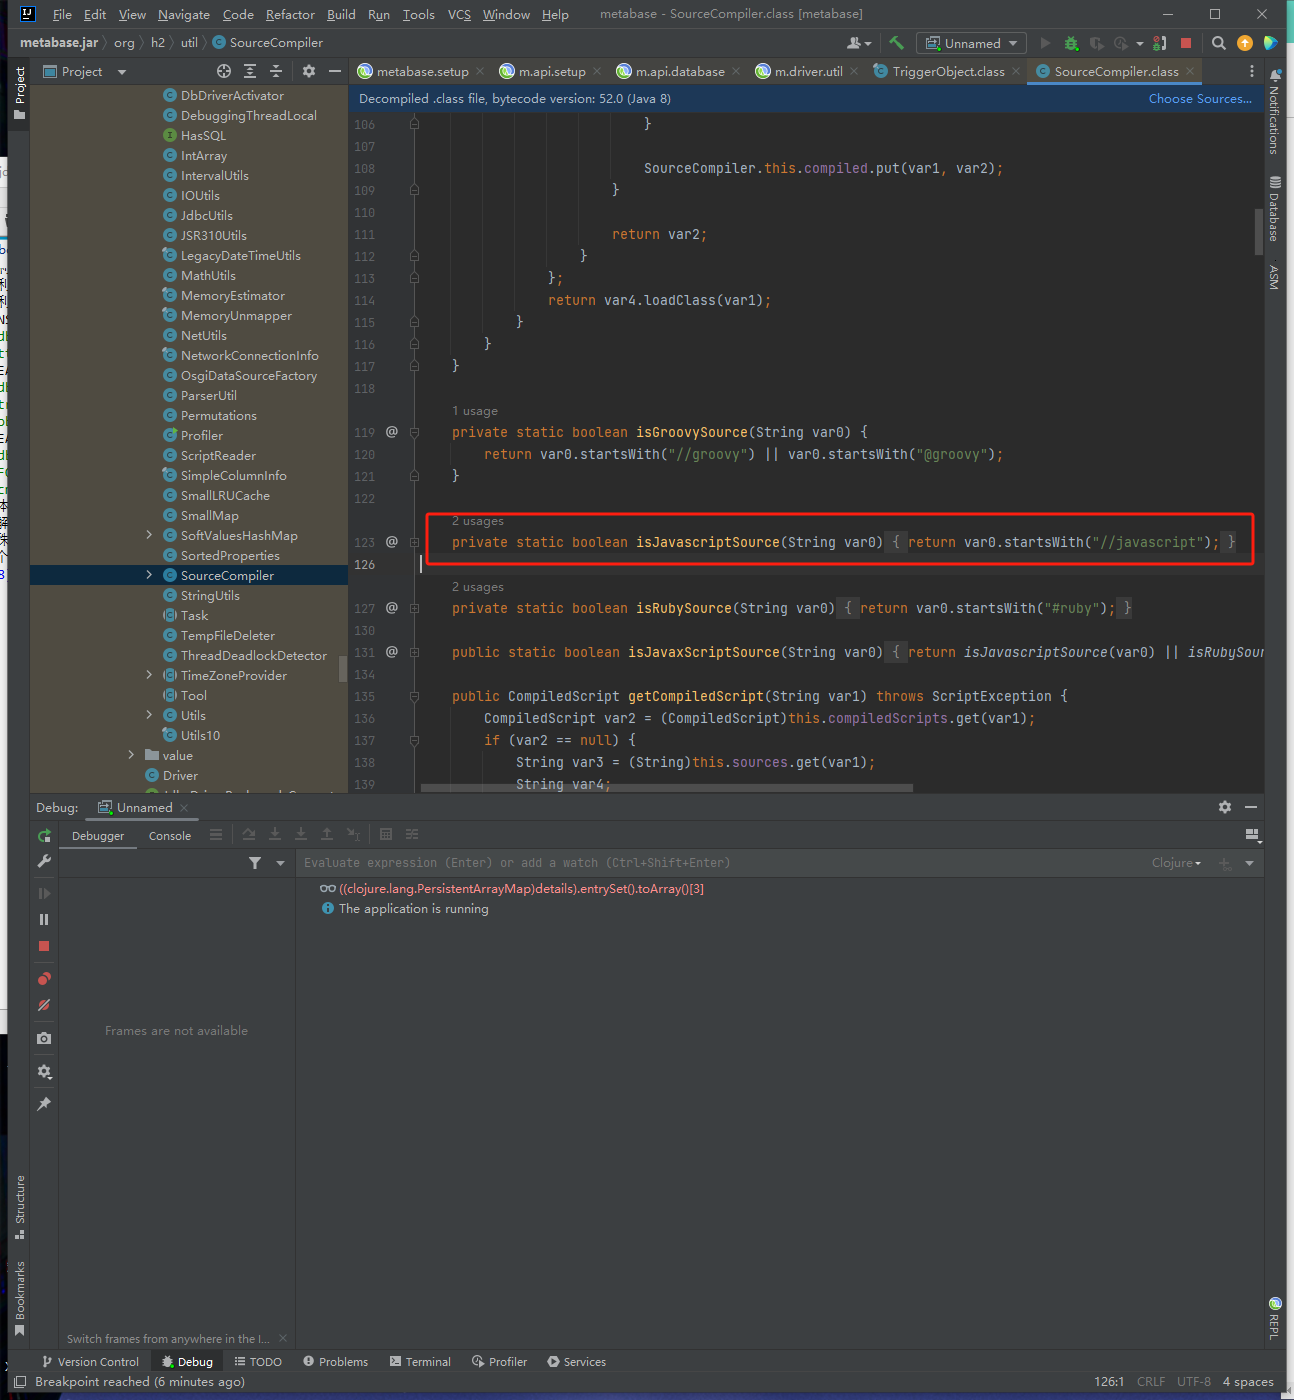 File Edit View Navigate Code Refactor Build Run Tools VCS Window Help metabase - SourceCompiler.class [metabase]
metabase.jar org h2 util SourceCompiler
Unnamed
Project
metabase.setup
m.api.setup
m.api.database
m.driver.util
TriggerObject.class
SourceCompiler.class
Decompiled .class file, bytecode version: 52.0 (Java 8)
Choose Sources...
Project
DbDriverActivator
DebuggingThreadLocal
HasSQL
IntArray
IntervalUtils
IOUtils
JdbcUtils
JSR310Utils
LegacyDateTimeUtils
MathUtils
MemoryEstimator
MemoryUnmapper
NetUtils
NetworkConnectionInfo
OsgiDataSourceFactory
ParserUtil
Permutations
Profiler
ScriptReader
SimpleColumnInfo
SmallLRUCache
SmallMap
SoftValuesHashMap
SortedProperties
SourceCompiler
StringUtils
Task
TempFileDeleter
ThreadDeadlockDetector
TimeZoneProvider
Tool
Utils
Utils10
value
Driver
106 }
107
108 SourceCompiler.this.compiled.put(var1, var2);
109 }
110
111 return var2;
112 }
113 };
114 return var4.loadClass(var1);
115 }
116 }
117 }
118
1 usage
119 @ private static boolean isGroovySource(String var0) {
120 return var0.startsWith("//groovy") || var0.startsWith("@groovy");
121 }
122
2 usages
123 @ private static boolean isJavascriptSource(String var0) { return var0.startsWith("//javascript"); }
126
2 usages
127 @ private static boolean isRubySource(String var0) { return var0.startsWith("#ruby"); }
130
131 @ public static boolean isJavaxScriptSource(String var0) { return isJavascriptSource(var0) || isRubySour
134
135 public CompiledScript getCompiledScript(String var1) throws ScriptException {
136 CompiledScript var2 = (CompiledScript)this.compiledScripts.get(var1);
137 if (var2 == null) {
138 String var3 = (String)this.sources.get(var1);
139 String var4;
Notifications
Database
ASM
Debug: Unnamed
Debugger Console
Evaluate expression (Enter) or add a watch (Ctrl+Shift+Enter)
Clojure
((clojure.lang.PersistentArrayMap)details).entrySet().toArray()[3]
The application is running
Frames are not available
Switch frames from anywhere in the I...
Structure
Bookmarks
REPL
Version Control Debug TODO Problems Terminal Profiler Services
Breakpoint reached (6 minutes ago)
126:1 CRLF UTF-8 4 spaces